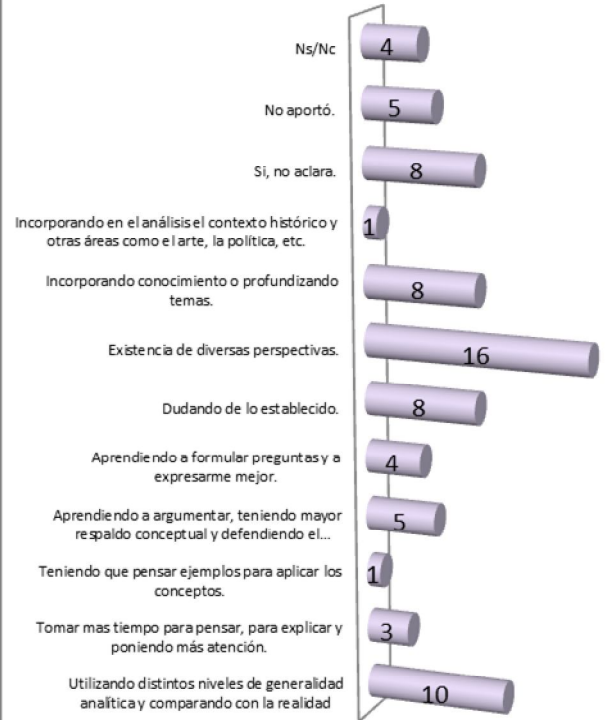 Ns/Nc
4
No aportó.
5
Si, no aclara.
8
Incorporando en el análisis el contexto histórico y
otras áreas como el arte, la política, etc.
1
Incorporando conocimiento o profundizando
temas.
8
Existencia de diversas perspectivas.
16
Dudando de lo establecido.
8
Aprendiendo a formular preguntas y a
expresarme mejor.
4
Aprendiendo a argumentar, teniendo mayor
respaldo conceptual y defendiendo el...
5
Teniendo que pensar ejemplos para aplicar los
conceptos.
1
Tomar mas tiempo para pensar, para explicar y
poniendo más atención.
3
Utilizando distintos niveles de generalidad
analítica y comparando con la realidad
10